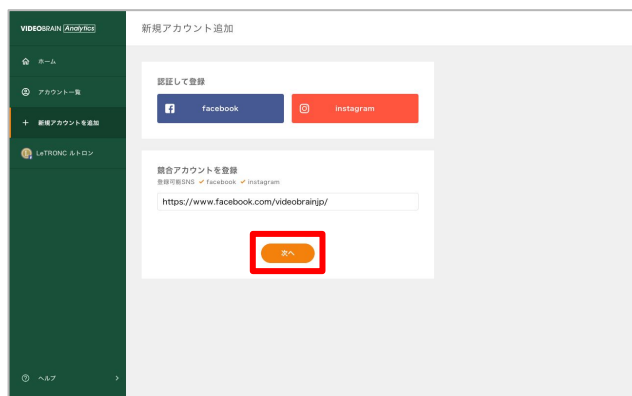 VIDEOBRAIN Analytics
新規アカウント追加
ホーム
アカウント一覧
+ 新規アカウントを追加
LeTRONC ルトロン
ヘルプ
認証して登録
facebook
instagram
競合アカウントを登録
登録可能SNS ✓ facebook ✓ instagram
https://www.facebook.com/videobrainjp/
次へ